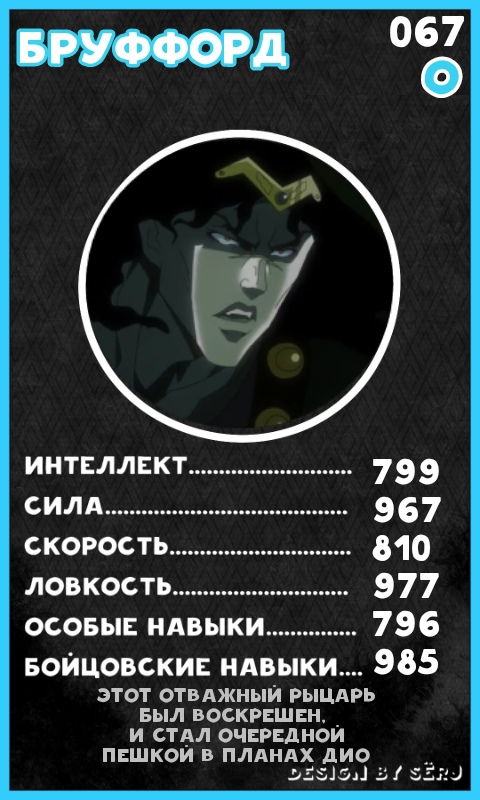 БРУФФОРД
067
О
ИНТЕЛЛЕКТ.............................. 799
СИЛА............................................. 967
СКОРОСТЬ................................. 810
ЛОВКОСТЬ................................ 977
ОСОБЫЕ НАВЫКИ................ 796
БОЙЦОВСКИЕ НАВЫКИ.... 985
ЭТОТ ОТВАЖНЫЙ РЫЦАРЬ
БЫЛ ВОСКРЕШЕН,
И СТАЛ ОЧЕРЕДНОЙ
ПЕШКОЙ В ПЛАНАХ ДИО
DESIGN BY SËRJ